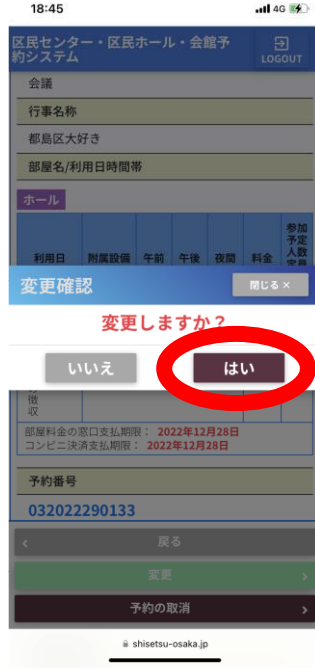 18:45
4G
区民センター・区民ホール・会館予
約システム
LOGOUT
会議
行事名称
都島区大好き
部屋名/利用日時間帯
ホール
利用日 附属設備 午前 午後 夜間 料金 参加
予定
人数
変更確認
閉じる ×
変更しますか？
いいえ
はい
徴
収
部屋料金の窓口支払期限： 2022年12月28日
コンビニ決済支払期限： 2022年12月28日
予約番号
032022290133
戻る
変更
予約の取消
shisetsu-osaka.jp